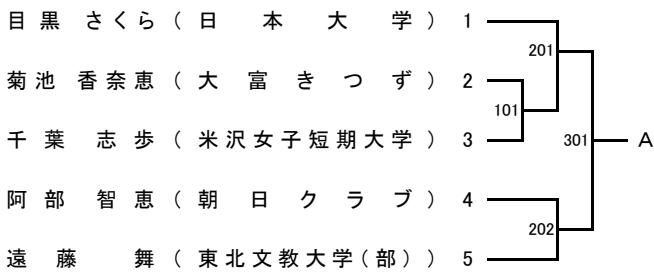 目黒 さくら (日本大学) 1
201
菊池 香奈恵 (大富きつず) 2
101
千葉 志歩 (米沢女子短期大学) 3 301 A
阿部 智恵 (朝日クラブ) 4
202
遠藤 舞 (東北文教大学(部)) 5